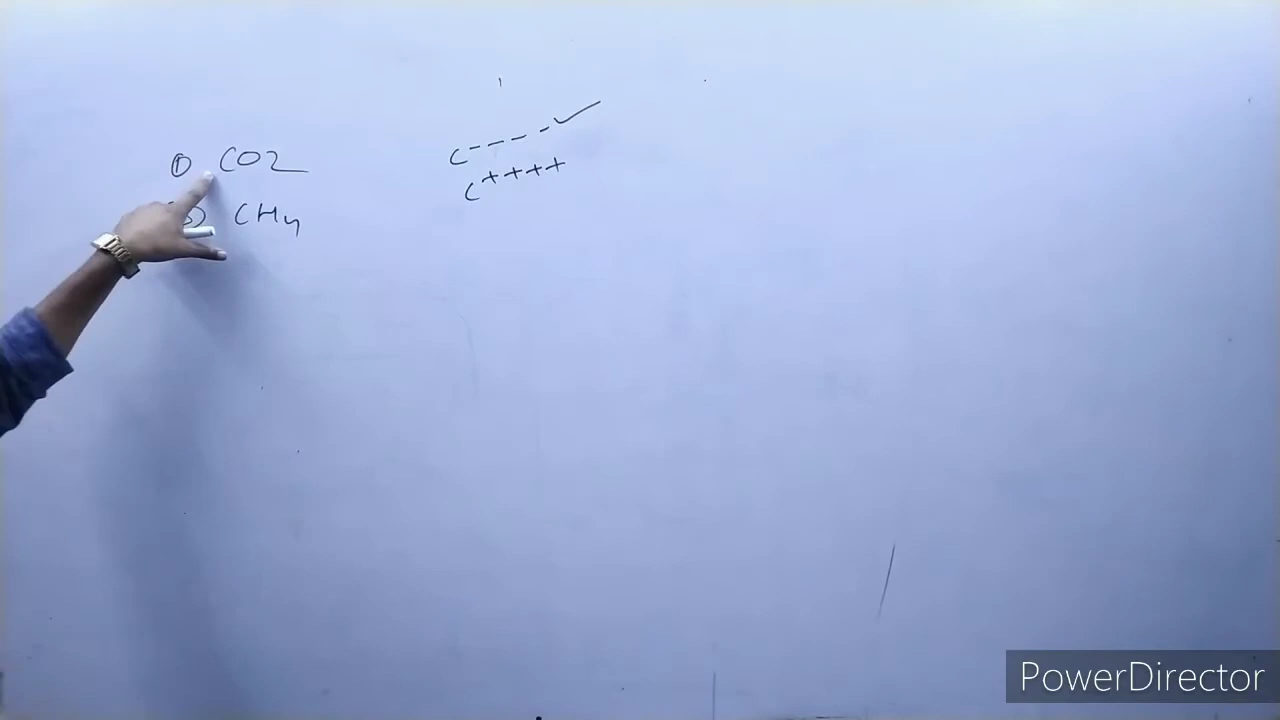 ① CO2
CH4
C - - - -
C + + + +
PowerDirector